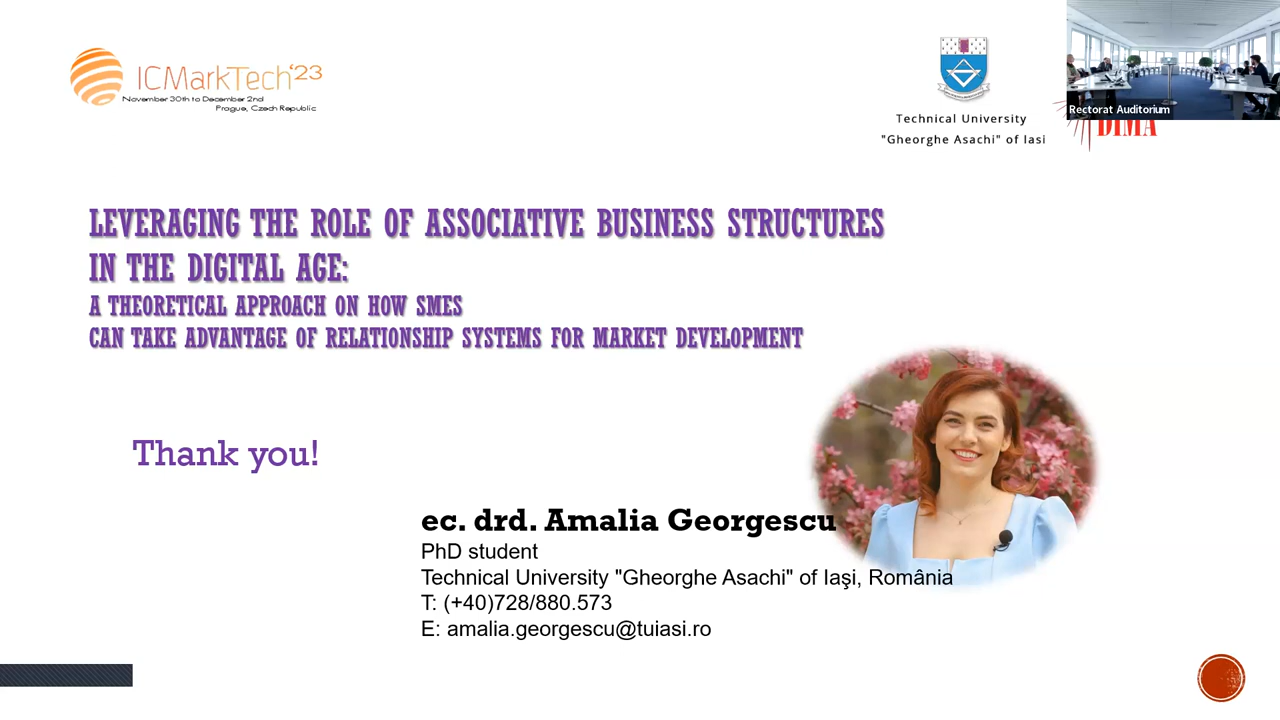 ICMarkTech'23
November 30th to December 2nd
Prague, Czech Republic
Technical University
"Gheorghe Asachi" of Iasi
Rectorat Auditorium
DIMA
LEVERAGING THE ROLE OF ASSOCIATIVE BUSINESS STRUCTURES
IN THE DIGITAL AGE:
A THEORETICAL APPROACH ON HOW SMES
CAN TAKE ADVANTAGE OF RELATIONSHIP SYSTEMS FOR MARKET DEVELOPMENT
Thank you!
ec. drd. Amalia Georgescu
PhD student
Technical University "Gheorghe Asachi" of Iaşi, România
T: (+40)728/880.573
E: amalia.georgescu@tuiasi.ro